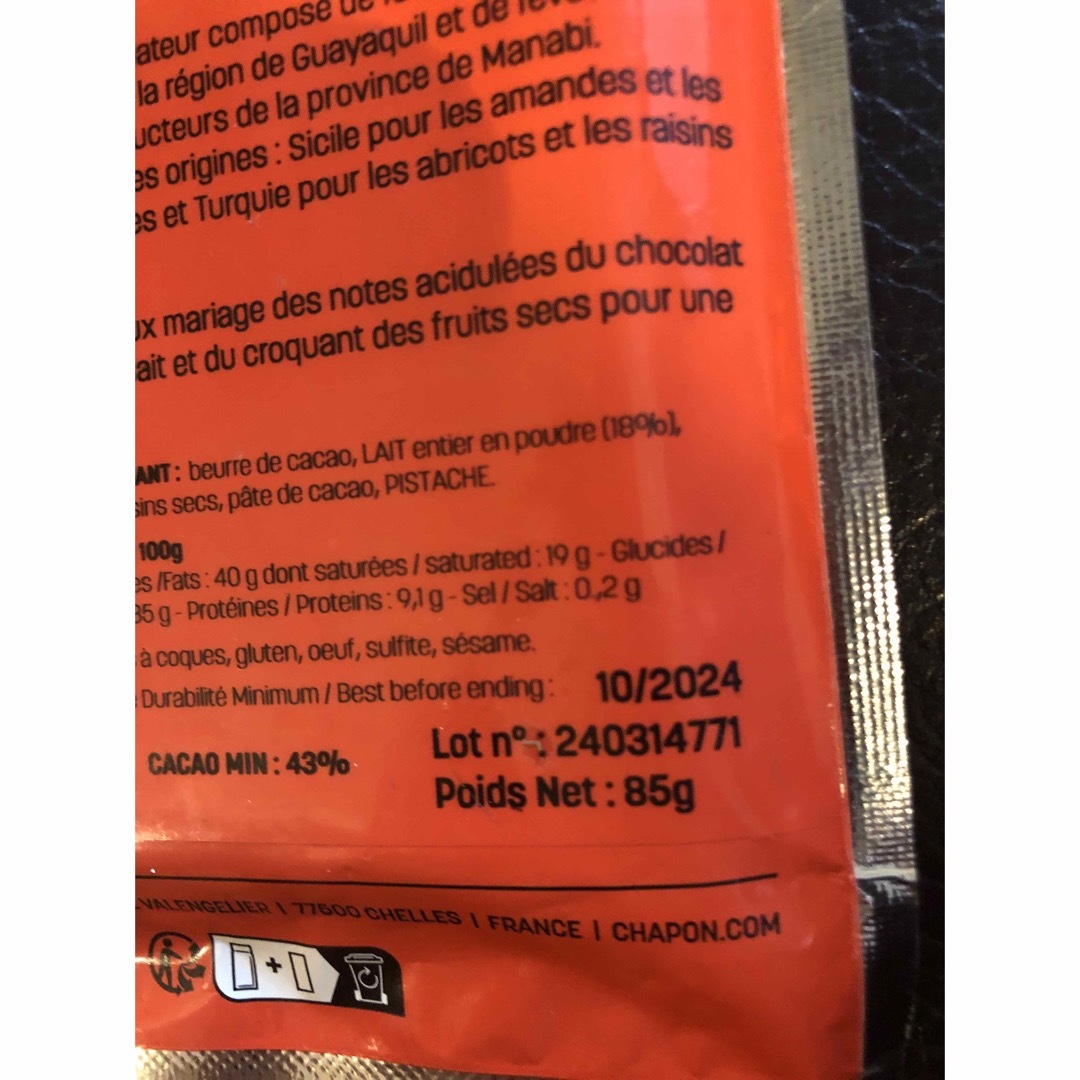 ateur composé de
la région de Guayaquil et de
ucteurs de la province de Manabi.
es origines : Sicile pour les amandes et les
es et Turquie pour les abricots et les raisins
ux mariage des notes acidulées du chocolat
ait et du croquant des fruits secs pour une
ANT : beurre de cacao, LAIT entier en poudre (18%),
sins secs, pâte de cacao, PISTACHE.
100g
es /Fats : 40 g dont saturées / saturated : 19 g - Glucides /
35 g - Protéines / Proteins : 9,1 g - Sel / Salt : 0,2 g
à coques, gluten, oeuf, sulfite, sésame.
Durabilité Minimum / Best before ending : 10/2024
Lot n° : 240314771
CACAO MIN : 43%
Poids Net : 85g
VALENGELIER | 77500 CHELLES | FRANCE | CHAPON.COM